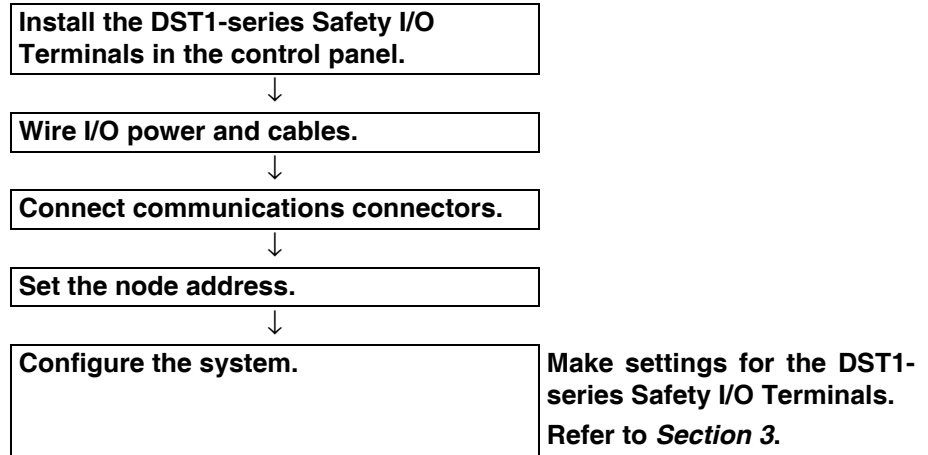 Install the DST1-series Safety I/O
Terminals in the control panel.
↓
Wire I/O power and cables.
↓
Connect communications connectors.
↓
Set the node address.
↓
Configure the system.
Make settings for the DST1-
series Safety I/O Terminals.
Refer to Section 3.